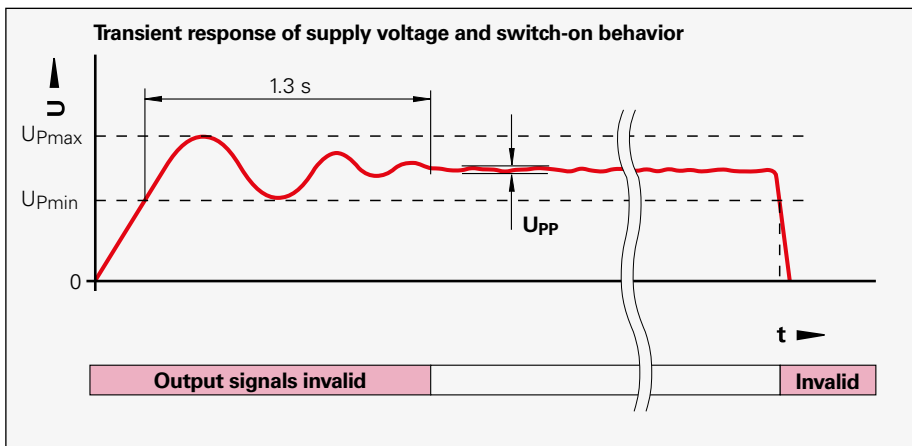 Transient response of supply voltage and switch-on behavior
U
1.3 s
UPmax
UPmin
UPP
0
t
Output signals invalid
Invalid